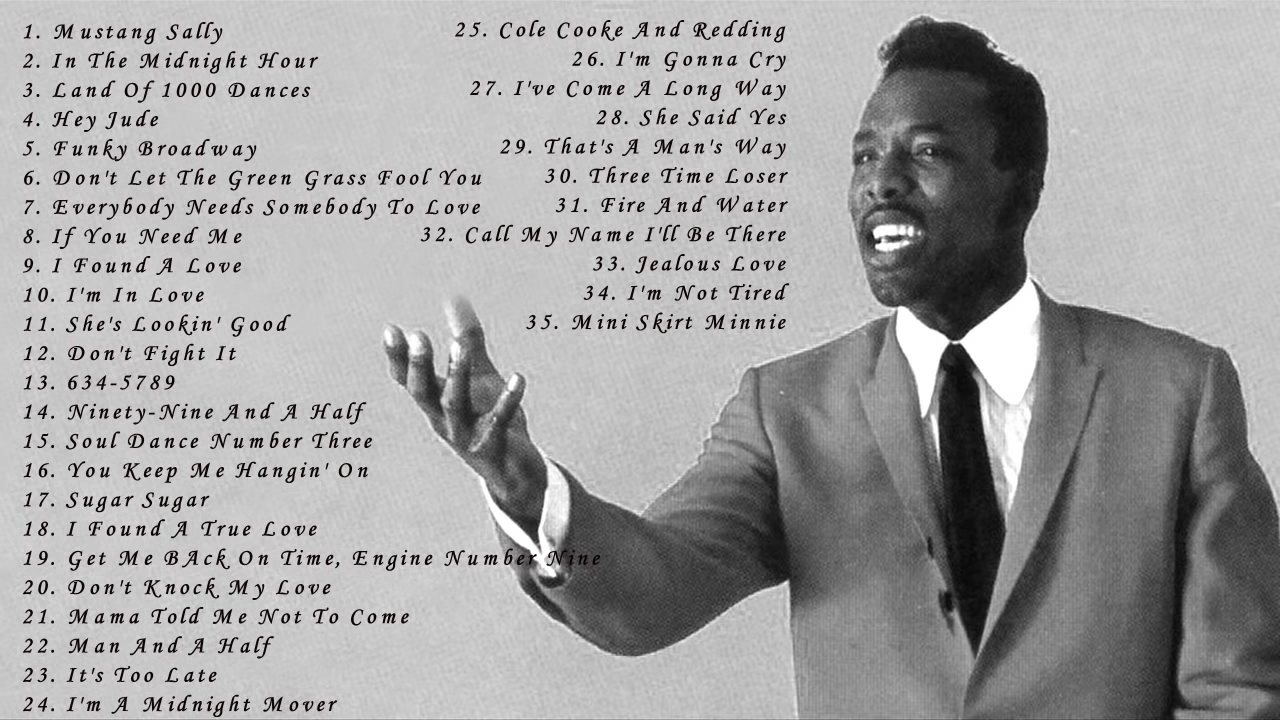 1. Mustang Sally
2. In The Midnight Hour
3. Land Of 1000 Dances
4. Hey Jude
5. Funky Broadway
6. Don't Let The Green Grass Fool You
7. Everybody Needs Somebody To Love
8. If You Need Me
9. I Found A Love
10. I'm In Love
11. She's Lookin' Good
12. Don't Fight It
13. 634-5789
14. Ninety-Nine And A Half
15. Soul Dance Number Three
16. You Keep Me Hangin' On
17. Sugar Sugar
18. I Found A True Love
19. Get Me BAck On Time, Engine Number Nine
20. Don't Knock My Love
21. Mama Told Me Not To Come
22. Man And A Half
23. It's Too Late
24. I'm A Midnight Mover
25. Cole Cooke And Redding
26. I'm Gonna Cry
27. I've Come A Long Way
28. She Said Yes
29. That's A Man's Way
30. Three Time Loser
31. Fire And Water
32. Call My Name I'll Be There
33. Jealous Love
34. I'm Not Tired
35. Mini Skirt Minnie